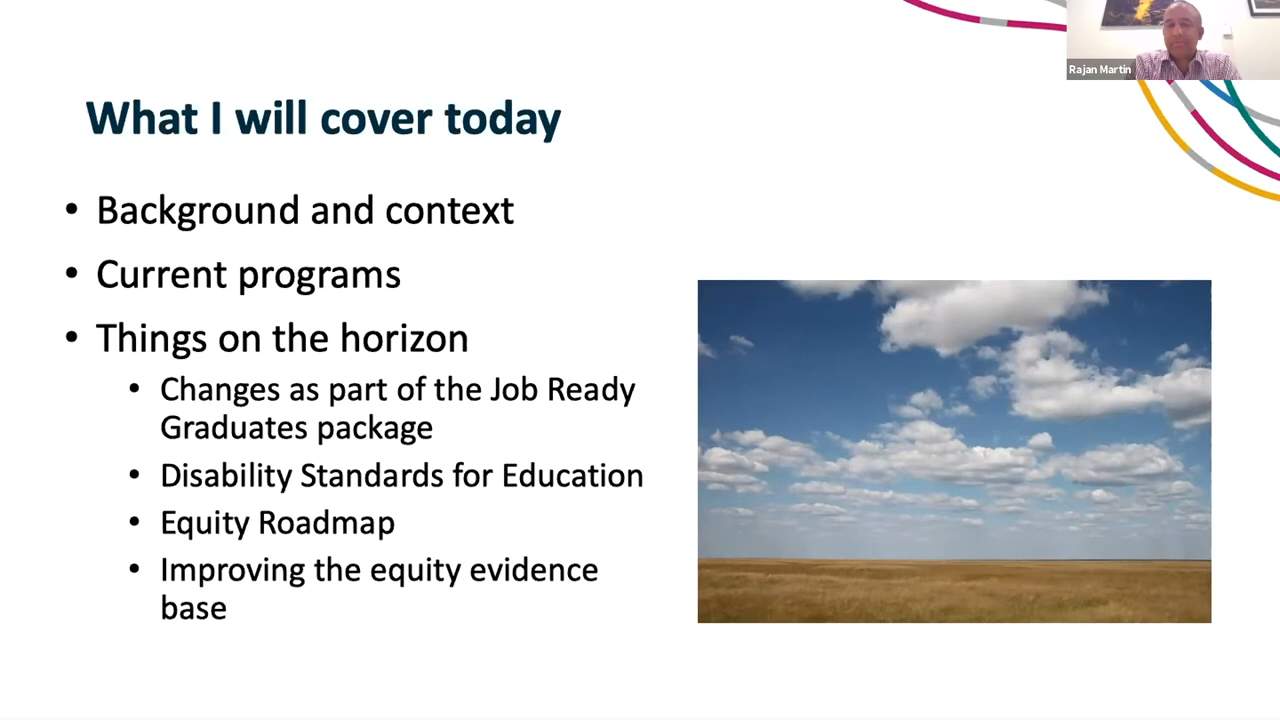 Rajan Martin
What I will cover today
• Background and context
• Current programs
• Things on the horizon
• Changes as part of the Job Ready
Graduates package
• Disability Standards for Education
• Equity Roadmap
• Improving the equity evidence
base